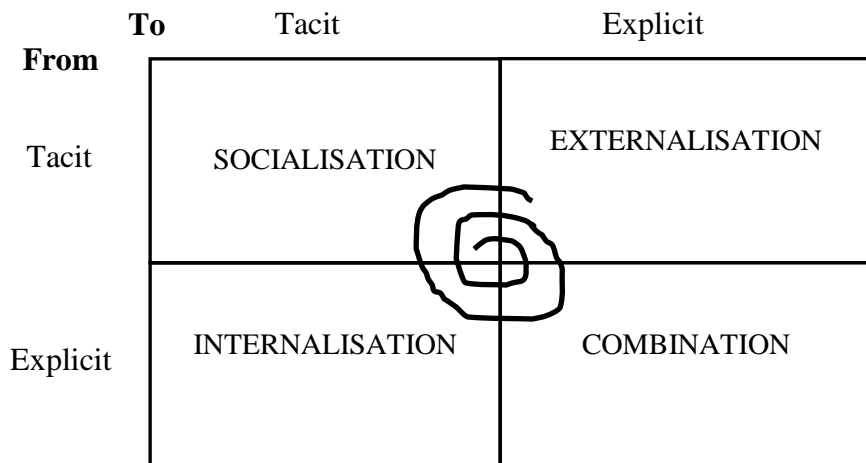 To Tacit Explicit
From
Tacit SOCIALISATION EXTERNALISATION
Explicit INTERNALISATION COMBINATION